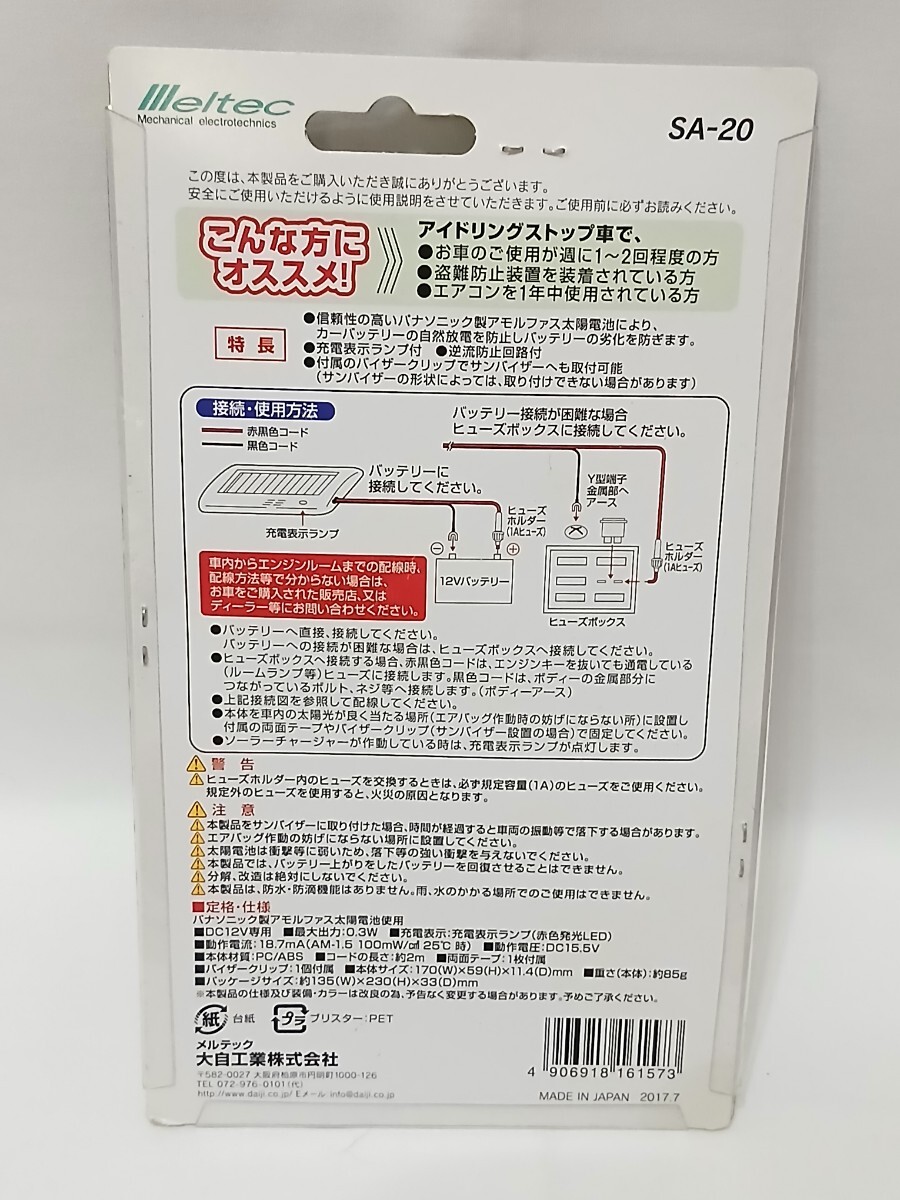 Meltec
Mechanical electrotechnics
SA-20
この度は、本製品をご購入いただき誠にありがとうございます。
安全にご使用いただけるように使用説明をさせていただきます。ご使用前に必ずお読みください。
こんな方に
オススメ!
アイドリングストップ車で、
●お車のご使用が週に1～2回程度の方
●盗難防止装置を装着されている方
●エアコンを1年中使用されている方
特長
●信頼性の高いパナソニック製アモルファス太陽電池により、
カーバッテリーの自然放電を防止しバッテリーの劣化を防ぎます。
●充電表示ランプ付 ●逆流防止回路付
●付属のバイザークリップでサンバイザーへも取付可能
(サンバイザーの形状によっては、取り付けできない場合があります)
接続・使用方法
赤黒色コード
黒色コード
バッテリーに
接続してください。
充電表示ランプ
ヒューズ
ホルダー
(1Aヒューズ)
⊖
⊕
12Vバッテリー
バッテリー接続が困難な場合
ヒューズボックスに接続してください。
Y型端子
金属部へ
アース
ヒューズ
ホルダー
(1Aヒューズ)
ヒューズボックス
車内からエンジンルームまでの配線時、
配線方法等で分からない場合は、
お車をご購入された販売店、又は
ディーラー等にお問い合わせください。
●バッテリーへ直接、接続してください。
バッテリーへの接続が困難な場合は、ヒューズボックスへ接続してください。
●ヒューズボックスへ接続する場合、赤黒色コードは、エンジンキーを抜いても通電している
(ルームランプ等)ヒューズに接続します。黒色コードは、ボディーの金属部分に
つながっているボルト、ネジ等へ接続します。(ボディーアース)
●上記接続図を参照して配線してください。
●本体を車内の太陽光が良く当たる場所(エアバッグ作動時の妨げにならない所)に設置し
付属の両面テープやバイザークリップ(サンバイザー設置の場合)で固定してください。
●ソーラーチャージャーが作動している時は、充電表示ランプが点灯します。
⚠ 警告
⚠ヒューズホルダー内のヒューズを交換するときは、必ず規定容量(1A)のヒューズをご使用ください。
規定外のヒューズを使用すると、火災の原因となります。
⚠ 注意
⚠本製品をサンバイザーに取り付けた場合、時間が経過すると車両の振動等で落下する場合があります。
⚠エアバッグ作動の妨げにならない場所に設置してください。
⚠太陽電池は衝撃等に弱いため、落下等の強い衝撃を与えないでください。
⚠本製品では、バッテリー上がりをしたバッテリーを回復させることはできません。
⚠分解、改造は絶対にしないでください。
⚠本製品は、防水・防滴機能はありません。雨、水のかかる場所でのご使用はできません。
■定格・仕様
パナソニック製アモルファス太陽電池使用
■DC12V専用 ■最大出力:0.3W ■充電表示:充電表示ランプ(赤色発光LED)
■動作電流:18.7mA(AM-1.5 100mW/㎠ 25℃ 時) ■動作電圧:DC15.5V
■本体材質:PC/ABS ■コードの長さ:約2m ■両面テープ:1枚付属
■バイザークリップ:1個付属 ■本体サイズ:170(W)×59(H)×11.4(D)mm ■重さ(本体):約85g
■パッケージサイズ:約135(W)×230(H)×33(D)mm
※本製品の仕様及び装備・カラーは改良の為、予告なく変更する場合があります。予めご了承ください。
紙 台紙 プラ ブリスター:PET
メルテック
大自工業株式会社
〒582-0027 大阪府柏原市円明町1000-126
TEL 072-976-0101(代)
http://www.daiji.co.jp/ Eメール info@daiji.co.jp
4 906918 161573
MADE IN JAPAN 2017.7